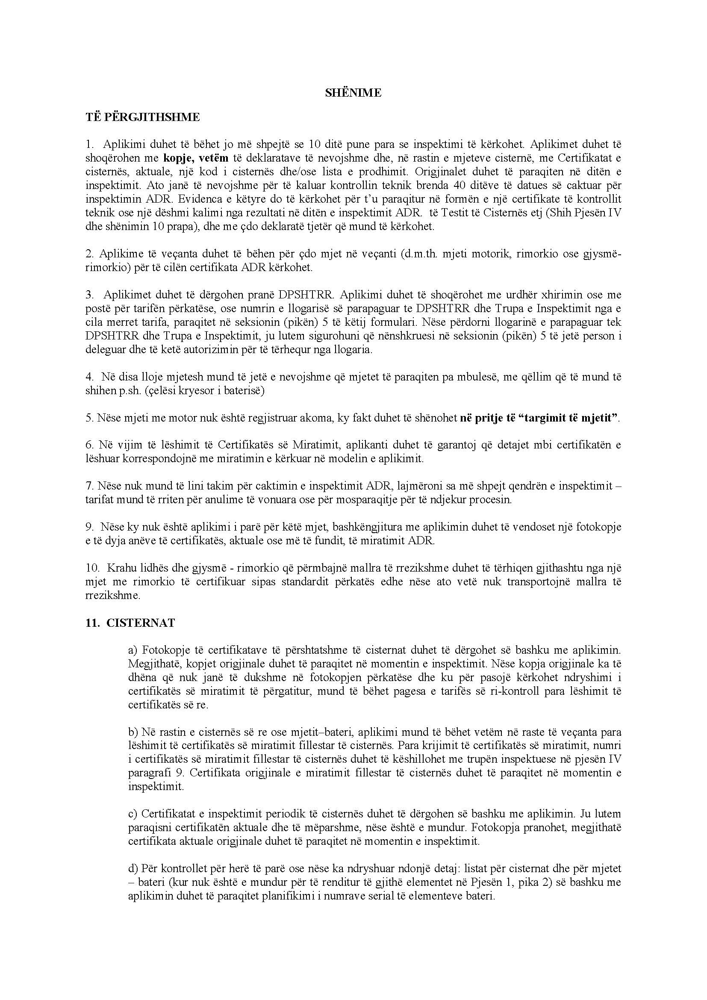 SHËNIME
TË PËRGJITHSHME
1. Aplikimi duhet të bëhet jo më shpejtë se 10 ditë pune para se inspektimi të kërkohet. Aplikimet duhet të
shoqërohen me kopje, vetëm të deklaratave të nevojshme dhe, në rastin e mjeteve cisternë, me Certifikatat e
cisternës, aktuale, një kod i cisternës dhe/ose lista e prodhimit. Origjinalet duhet të paraqiten në ditën e
inspektimit. Ato janë të nevojshme për të kaluar kontrollin teknik brenda 40 ditëve të datues së caktuar për
inspektimin ADR. Evidenca e këtyre do të kërkohet për t’u paraqitur në formën e një certifikate të kontrollit
teknik ose një dëshmi kalimi nga rezultati në ditën e inspektimit ADR. të Testit të Cisternës etj (Shih Pjesën IV
dhe shënimin 10 prapa), dhe me çdo deklaratë tjetër që mund të kërkohet.
2. Aplikime të veçanta duhet të bëhen për çdo mjet në veçanti (d.m.th. mjeti motorik, rimorkio ose gjysmë-
rimorkio) për të cilën certifikata ADR kërkohet.
3. Aplikimet duhet të dërgohen pranë DPSHTRR. Aplikimi duhet të shoqërohet me urdhër xhirimin ose me
postë për tarifën përkatëse, ose numrin e llogarisë së parapaguar te DPSHTRR dhe Trupa e Inspektimit nga e
cila merret tarifa, paraqitet në seksionin (pikën) 5 të këtij formulari. Nëse përdorni llogarinë e parapaguar tek
DPSHTRR dhe Trupa e Inspektimit, ju lutem sigurohuni që nënshkruesi në seksionin (pikën) 5 të jetë person i
deleguar dhe të ketë autorizimin për të tërhequr nga llogaria.
4. Në disa lloje mjetesh mund të jetë e nevojshme që mjetet të paraqiten pa mbulesë, me qëllim që të mund të
shihen p.sh. (çelësi kryesor i baterisë)
5. Nëse mjeti me motor nuk është regjistruar akoma, ky fakt duhet të shënohet në pritje të “targimit të mjetit”.
6. Në vijim të lëshimit të Certifikatës së Miratimit, aplikanti duhet të garantoj që detajet mbi certifikatën e
lëshuar korrespondojnë me miratimin e kërkuar në modelin e aplikimit.
7. Nëse nuk mund të lini takim për caktimin e inspektimit ADR, lajmëroni sa më shpejt qendrën e inspektimit –
tarifat mund të rriten për anulime të vonuara ose për mosparaqitje për të ndjekur procesin.
9. Nëse ky nuk është aplikimi i parë për këtë mjet, bashkëngjitura me aplikimin duhet të vendoset një fotokopje
e të dyja anëve të certifikatës, aktuale ose më të fundit, të miratimit ADR.
10. Krahu lidhës dhe gjysmë - rimorkio që përmbajnë mallra të rrezikshme duhet të tërhiqen gjithashtu nga një
mjet me rimorkio të certifikuar sipas standardit përkatës edhe nëse ato vetë nuk transportojnë mallra të
rrezikshme.
11. CISTERNAT
a) Fotokopje të certifikatave të përshtatshme të cisternat duhet të dërgohet së bashku me aplikimin.
Megjithatë, kopjet origjinale duhet të paraqitet në momentin e inspektimit. Nëse kopja origjinale ka të
dhëna që nuk janë të dukshme në fotokopjen përkatëse dhe ku për pasojë kërkohet ndryshimi i
certifikatës së miratimit të përgatitur, mund të bëhet pagesa e tarifës së ri-kontroll para lëshimit të
certifikatës së re.
b) Në rastin e cisternës së re ose mjetit–bateri, aplikimi mund të bëhet vetëm në raste të veçanta para
lëshimit të certifikatës së miratimit fillestar të cisternës. Para krijimit të certifikatës së miratimit, numri
i certifikatës së miratimit fillestar të cisternës duhet të këshillohet me trupën inspektuese në pjesën IV
paragrafi 9. Certifikata origjinale e miratimit fillestar të cisternës duhet të paraqitet në momentin e
inspektimit.
c) Certifikatat e inspektimit periodik të cisternës duhet të dërgohen së bashku me aplikimin. Ju lutem
paraqisni certifikatën aktuale dhe të mëparshme, nëse është e mundur. Fotokopja pranohet, megjithatë
certifikata aktuale origjinale duhet të paraqitet në momentin e inspektimit.
d) Për kontrollet për herë të parë ose nëse ka ndryshuar ndonjë detaj: listat për cisternat dhe për mjetet
– bateri (kur nuk është e mundur për të renditur të gjithë elementet në Pjesën 1, pika 2) së bashku me
aplikimin duhet të paraqitet planifikimi i numrave serial të elementeve bateri.